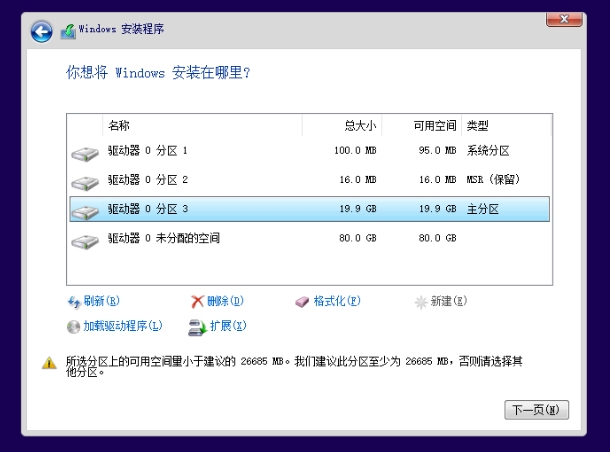 Windows 安装程序
你想将 Windows 安装在哪里?
名称 总大小 可用空间 类型
驱动器 0 分区 1 100.0 MB 95.0 MB 系统分区
驱动器 0 分区 2 16.0 MB 16.0 MB MSR (保留)
驱动器 0 分区 3 19.9 GB 19.9 GB 主分区
驱动器 0 未分配的空间 80.0 GB 80.0 GB
刷新(R) 删除(D) 格式化(F) 新建(E)
加载驱动程序(L) 扩展(X)
所选分区上的可用空间量小于建议的 26685 MB。我们建议此分区至少为 26685 MB，否则请选择其
他分区。
下一页(N)